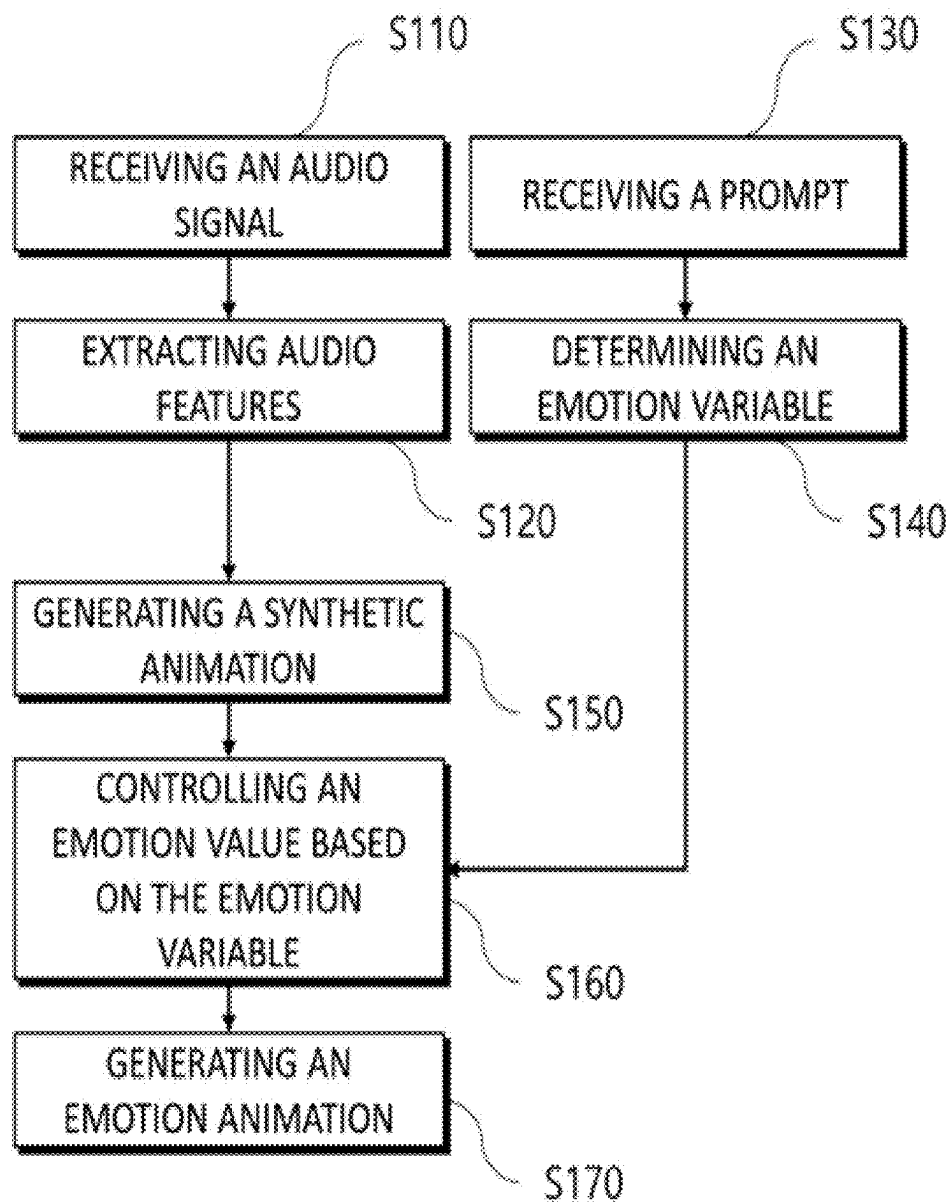 S110
S130
RECEIVING AN AUDIO
SIGNAL
RECEIVING A PROMPT
EXTRACTING AUDIO
FEATURES
DETERMINING AN
EMOTION VARIABLE
S120
S140
GENERATING A SYNTHETIC
ANIMATION
S150
CONTROLLING AN
EMOTION VALUE BASED
ON THE EMOTION
VARIABLE
S160
GENERATING AN
EMOTION ANIMATION
S170